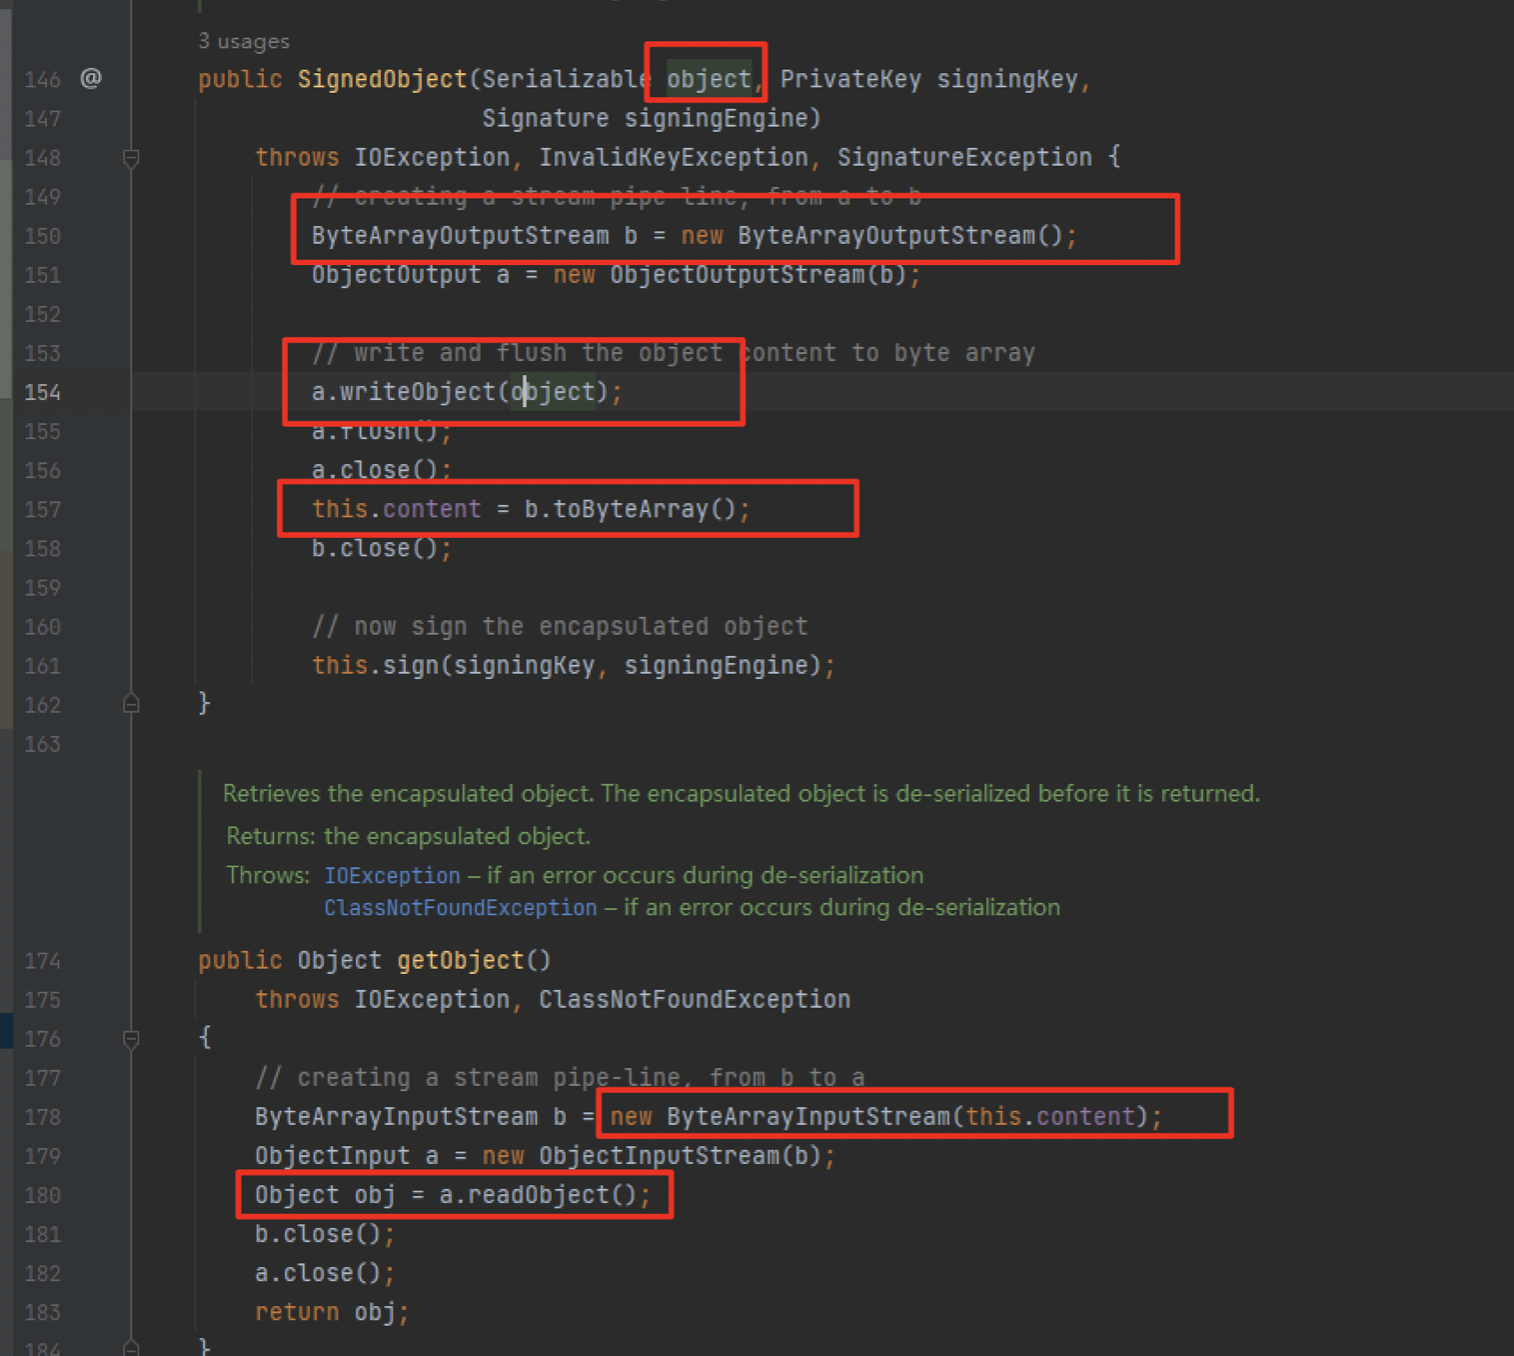 3 usages
146 @ public SignedObject(Serializable object, PrivateKey signingKey,
147 Signature signingEngine)
148 throws IOException, InvalidKeyException, SignatureException {
149 // creating a stream pipe-line, from a to b
150 ByteArrayOutputStream b = new ByteArrayOutputStream();
151 ObjectOutput a = new ObjectOutputStream(b);
152
153 // write and flush the object content to byte array
154 a.writeObject(object);
155 a.flush();
156 a.close();
157 this.content = b.toByteArray();
158 b.close();
159
160 // now sign the encapsulated object
161 this.sign(signingKey, signingEngine);
162 }
163
Retrieves the encapsulated object. The encapsulated object is de-serialized before it is returned.
Returns: the encapsulated object.
Throws: IOException – if an error occurs during de-serialization
ClassNotFoundException – if an error occurs during de-serialization
174 public Object getObject()
175 throws IOException, ClassNotFoundException
176 {
177 // creating a stream pipe-line, from b to a
178 ByteArrayInputStream b = new ByteArrayInputStream(this.content);
179 ObjectInput a = new ObjectInputStream(b);
180 Object obj = a.readObject();
181 b.close();
182 a.close();
183 return obj;
184 }